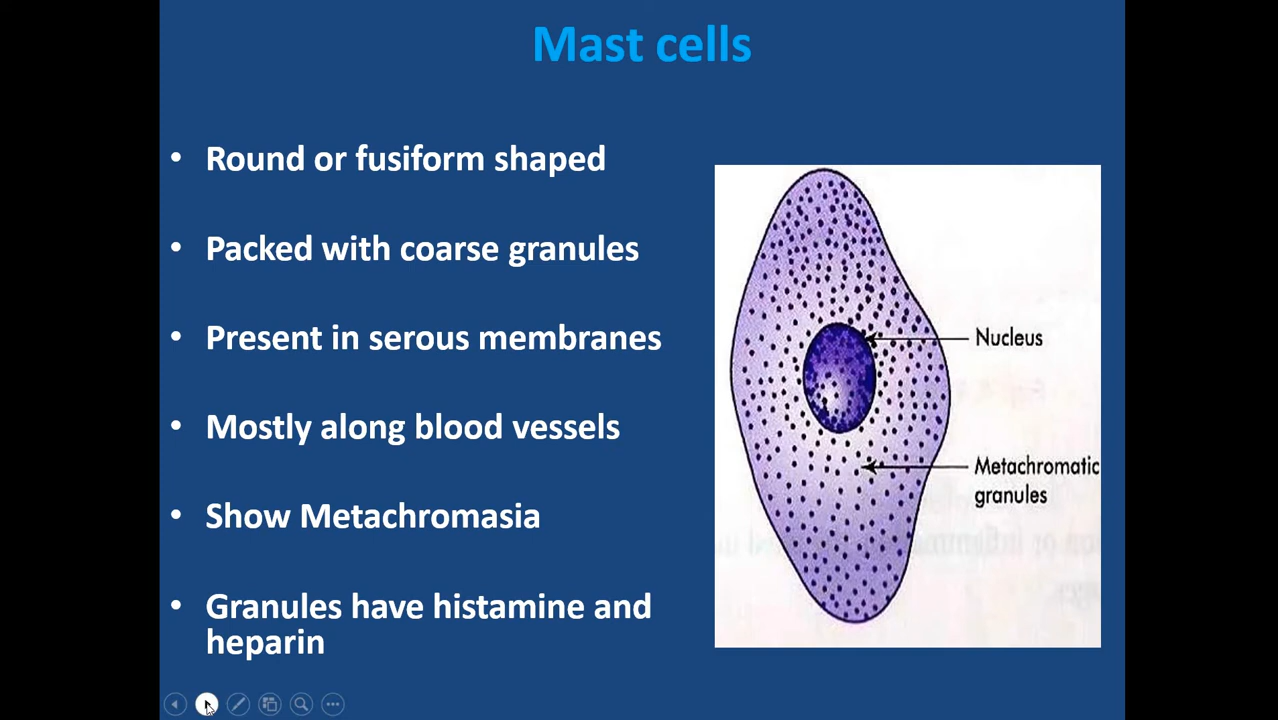 Mast cells
• Round or fusiform shaped
• Packed with coarse granules
• Present in serous membranes
• Mostly along blood vessels
• Show Metachromasia
• Granules have histamine and
heparin
Nucleus
Metachromatic
granules